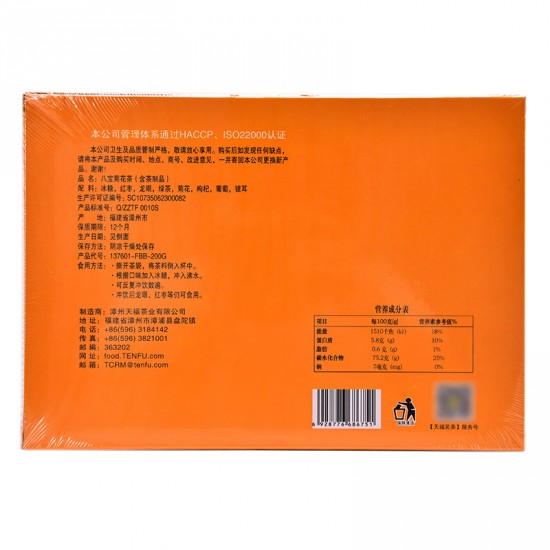 本公司管理体系通过HACCP、ISO22000认证
本公司卫生及品质管制严格，敬请放心享用。购买后如发现任何缺点，
请将本产品及购买时间、地点、商号、改进意见，一并寄回本公司更换新产
品。谢谢!
品　名：八宝菊花茶（含茶制品）
配　料：冰糖，红枣，龙眼，绿茶，菊花，枸杞，葡萄，银耳
生产许可证编号：SC10735062300082
产品标准号：Q/ZZTF 0010S
产　地：福建省漳州市
保质期限：12个月
生产日期：见侧面
保存方法：阴凉干燥处保存
产品代号：137601-FBB-200G
食用方法：・撕开茶袋，将茶料倒入杯中。
・根据口味加入冰糖，冲入沸水。
・可反复冲饮数遍。
・冲饮后龙眼、红枣等仍可食用。
制造商：漳州天福茶业有限公司
地址：福建省漳州市漳浦县盘陀镇
电话：+86(596) 3184142
传真：+86(596) 3821001
邮编：363202
网址：food.TENFU.com
邮箱：TCRM@tenfu.com
营养成分表
项目 每100克(g) 营养素参考值%
能量 1510千焦 (kJ) 18%
蛋白质 5.8克 (g) 10%
脂肪 0.6克 (g) 1%
碳水化合物 75.2克 (g) 25%
钠 5毫克 (mg) 0%
6 928776 686751
保持清洁
【天福茗茶】服务号